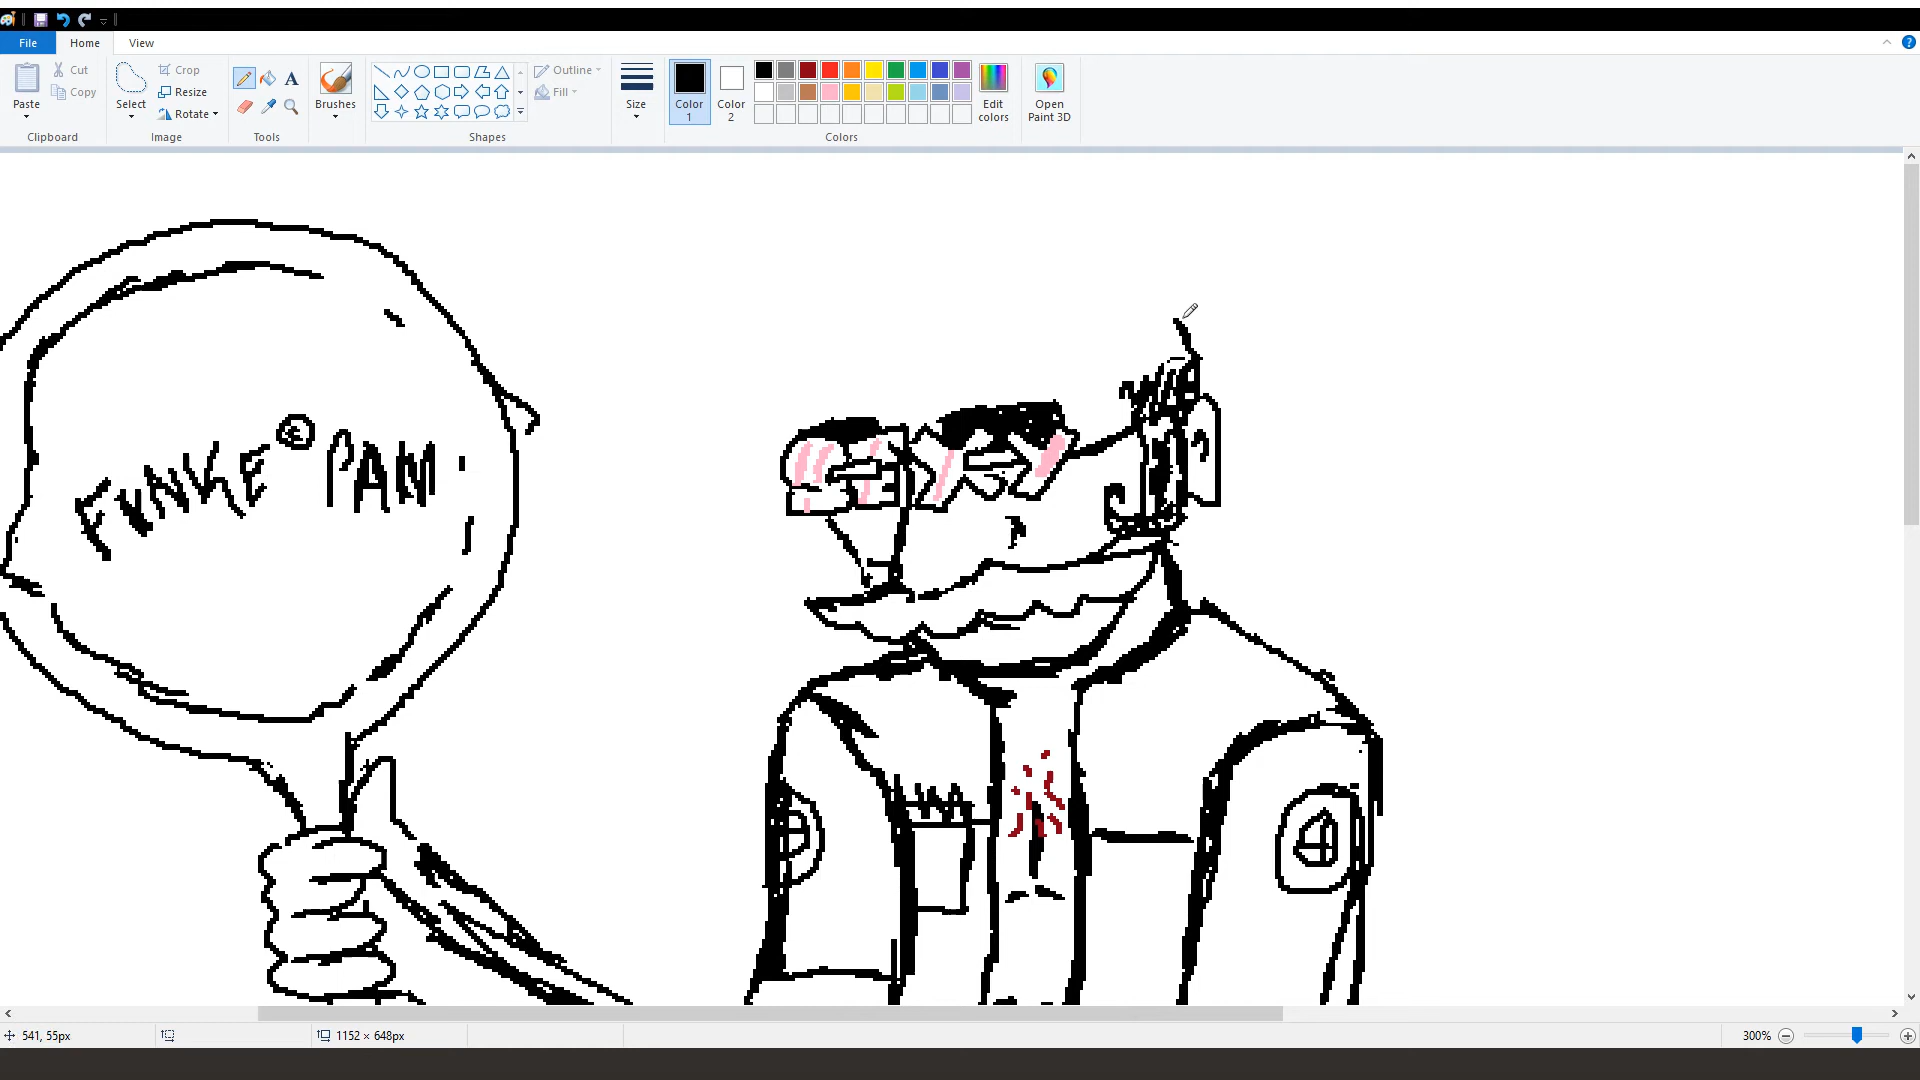 File Home View
Paste
Cut
Copy
Clipboard
Select
Crop
Resize
Rotate
Image
Tools
Brushes
Shapes
Outline
Fill
Size
Color 1
Color 2
Edit colors
Colors
Open Paint 3D
FUNKE © PAN
541, 55px
1152 × 648px
300%